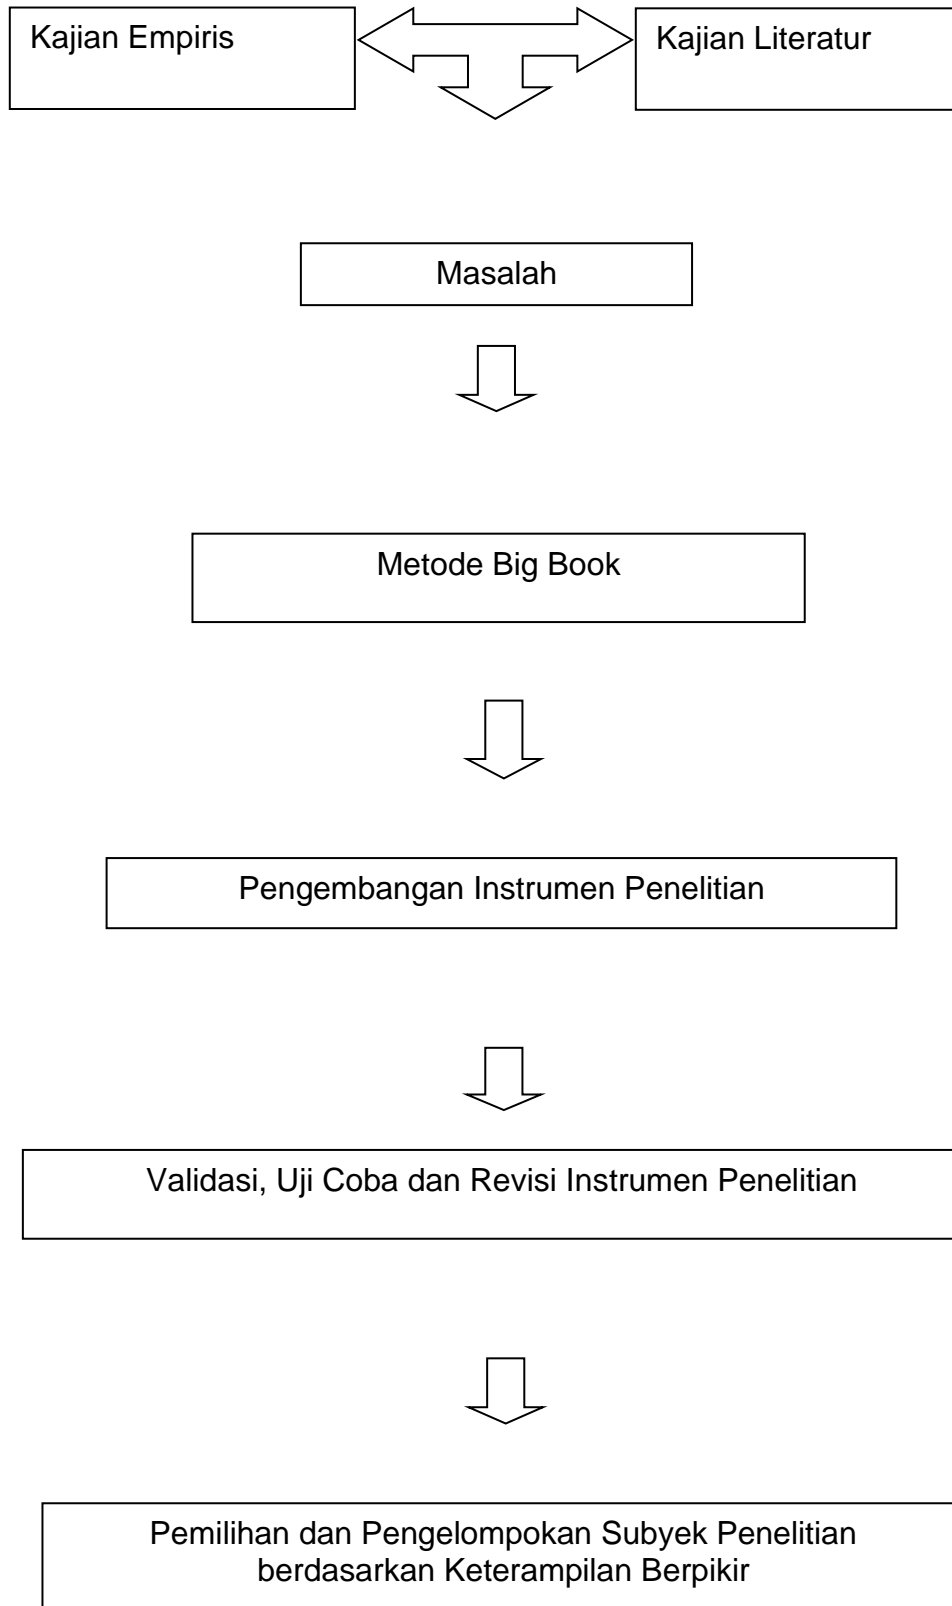 Kajian Empiris
Kajian Literatur
Masalah
Metode Big Book
Pengembangan Instrumen Penelitian
Validasi, Uji Coba dan Revisi Instrumen Penelitian
Pemilihan dan Pengelompokan Subyek Penelitian
berdasarkan Keterampilan Berpikir